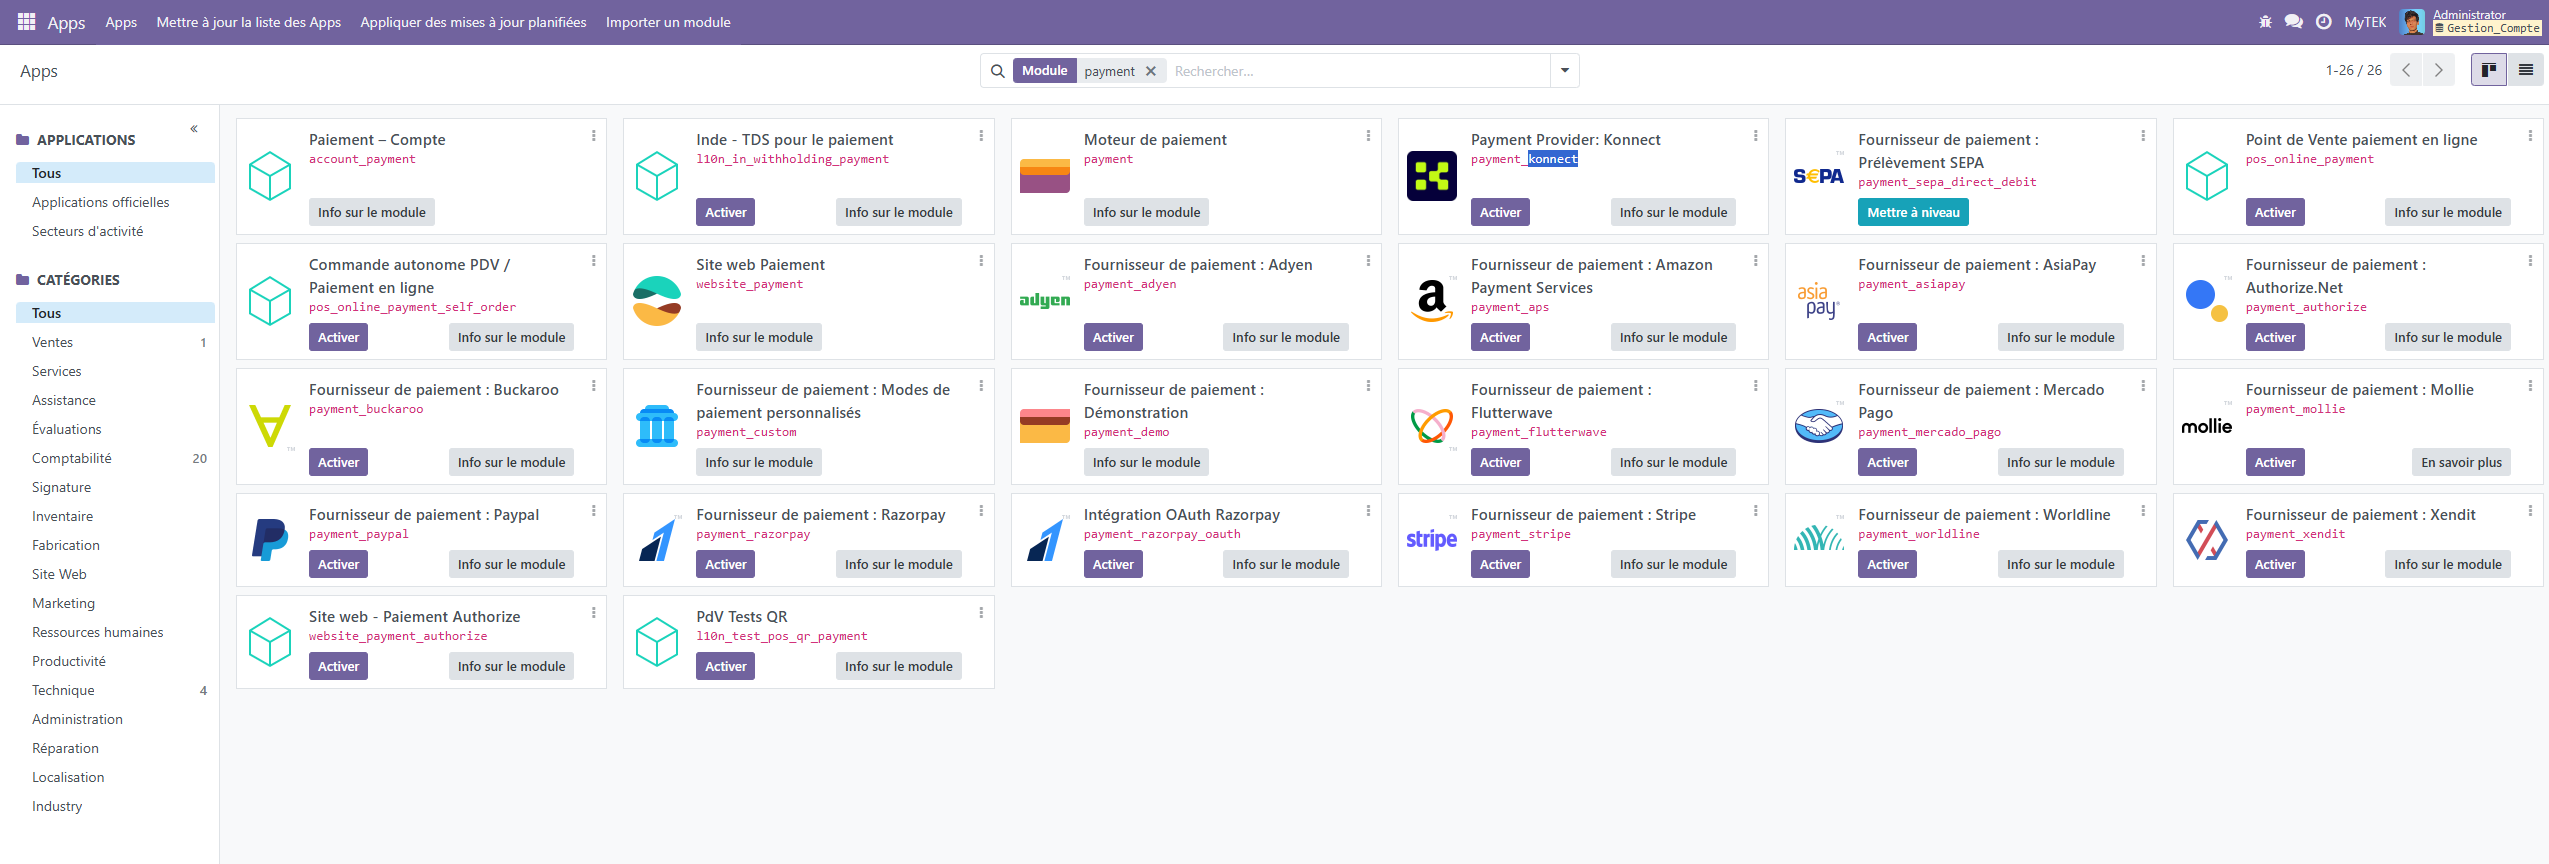 Apps
Apps
Mettre à jour la liste des Apps
Appliquer des mises à jour planifiées
Importer un module
MyTEK
Administrator
Gestion_Compte
Apps
Module
payment
Rechercher...
1-26 / 26
APPLICATIONS
Tous
Applications officielles
Secteurs d'activité
CATÉGORIES
Tous
Ventes 1
Services
Assistance
Évaluations
Comptabilité 20
Signature
Inventaire
Fabrication
Site Web
Marketing
Ressources humaines
Productivité
Technique 4
Administration
Réparation
Localisation
Industry
Paiement – Compte
account_payment
Info sur le module
Inde - TDS pour le paiement
l10n_in_withholding_payment
Activer
Info sur le module
Moteur de paiement
payment
Info sur le module
Payment Provider: Konnect
payment_konnect
Activer
Info sur le module
SEPA
Fournisseur de paiement :
Prélèvement SEPA
payment_sepa_direct_debit
Mettre à niveau
Point de Vente paiement en ligne
pos_online_payment
Activer
Info sur le module
Commande autonome PDV /
Paiement en ligne
pos_online_payment_self_order
Activer
Info sur le module
Site web Paiement
website_payment
Info sur le module
adyen
Fournisseur de paiement : Adyen
payment_adyen
Activer
Info sur le module
Fournisseur de paiement : Amazon
Payment Services
payment_aps
Activer
Info sur le module
asia
pay
Fournisseur de paiement : AsiaPay
payment_asiapay
Activer
Info sur le module
Fournisseur de paiement :
Authorize.Net
payment_authorize
Activer
Info sur le module
Fournisseur de paiement : Buckaroo
payment_buckaroo
Activer
Info sur le module
Fournisseur de paiement : Modes de
paiement personnalisés
payment_custom
Info sur le module
Fournisseur de paiement :
Démonstration
payment_demo
Info sur le module
Fournisseur de paiement :
Flutterwave
payment_flutterwave
Activer
Info sur le module
Fournisseur de paiement : Mercado
Pago
payment_mercado_pago
Activer
Info sur le module
mollie
Fournisseur de paiement : Mollie
payment_mollie
Activer
En savoir plus
Fournisseur de paiement : Paypal
payment_paypal
Activer
Info sur le module
Fournisseur de paiement : Razorpay
payment_razorpay
Activer
Info sur le module
Intégration OAuth Razorpay
payment_razorpay_oauth
Activer
Info sur le module
stripe
Fournisseur de paiement : Stripe
payment_stripe
Activer
Info sur le module
Fournisseur de paiement : Worldline
payment_worldline
Activer
Info sur le module
Fournisseur de paiement : Xendit
payment_xendit
Activer
Info sur le module
Site web - Paiement Authorize
website_payment_authorize
Activer
Info sur le module
PdV Tests QR
l10n_test_pos_qr_payment
Activer
Info sur le module